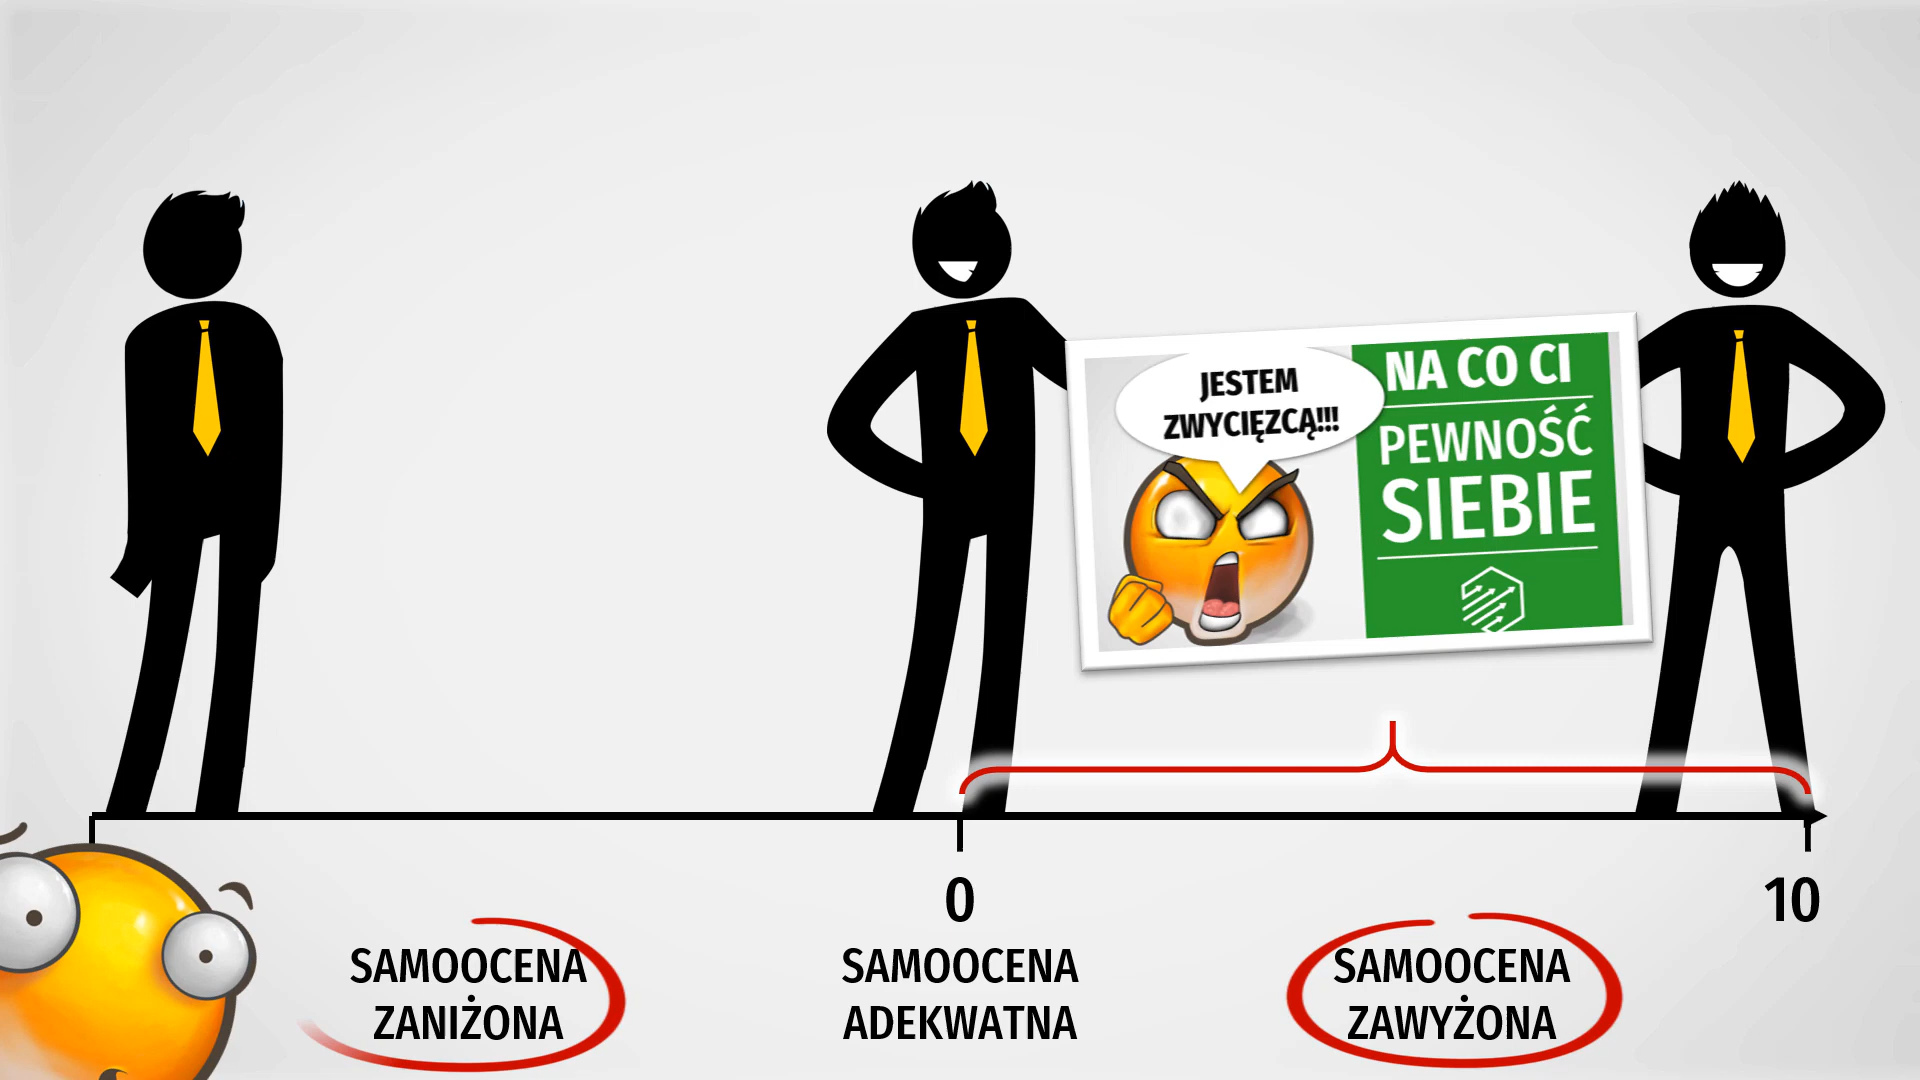 JESTEM
ZWYCIĘZCĄ!!!
NA CO CI
PEWNOŚĆ
SIEBIE
0
10
SAMOOCENA
ZANIŻONA
SAMOOCENA
ADEKWATNA
SAMOOCENA
ZAWYŻONA